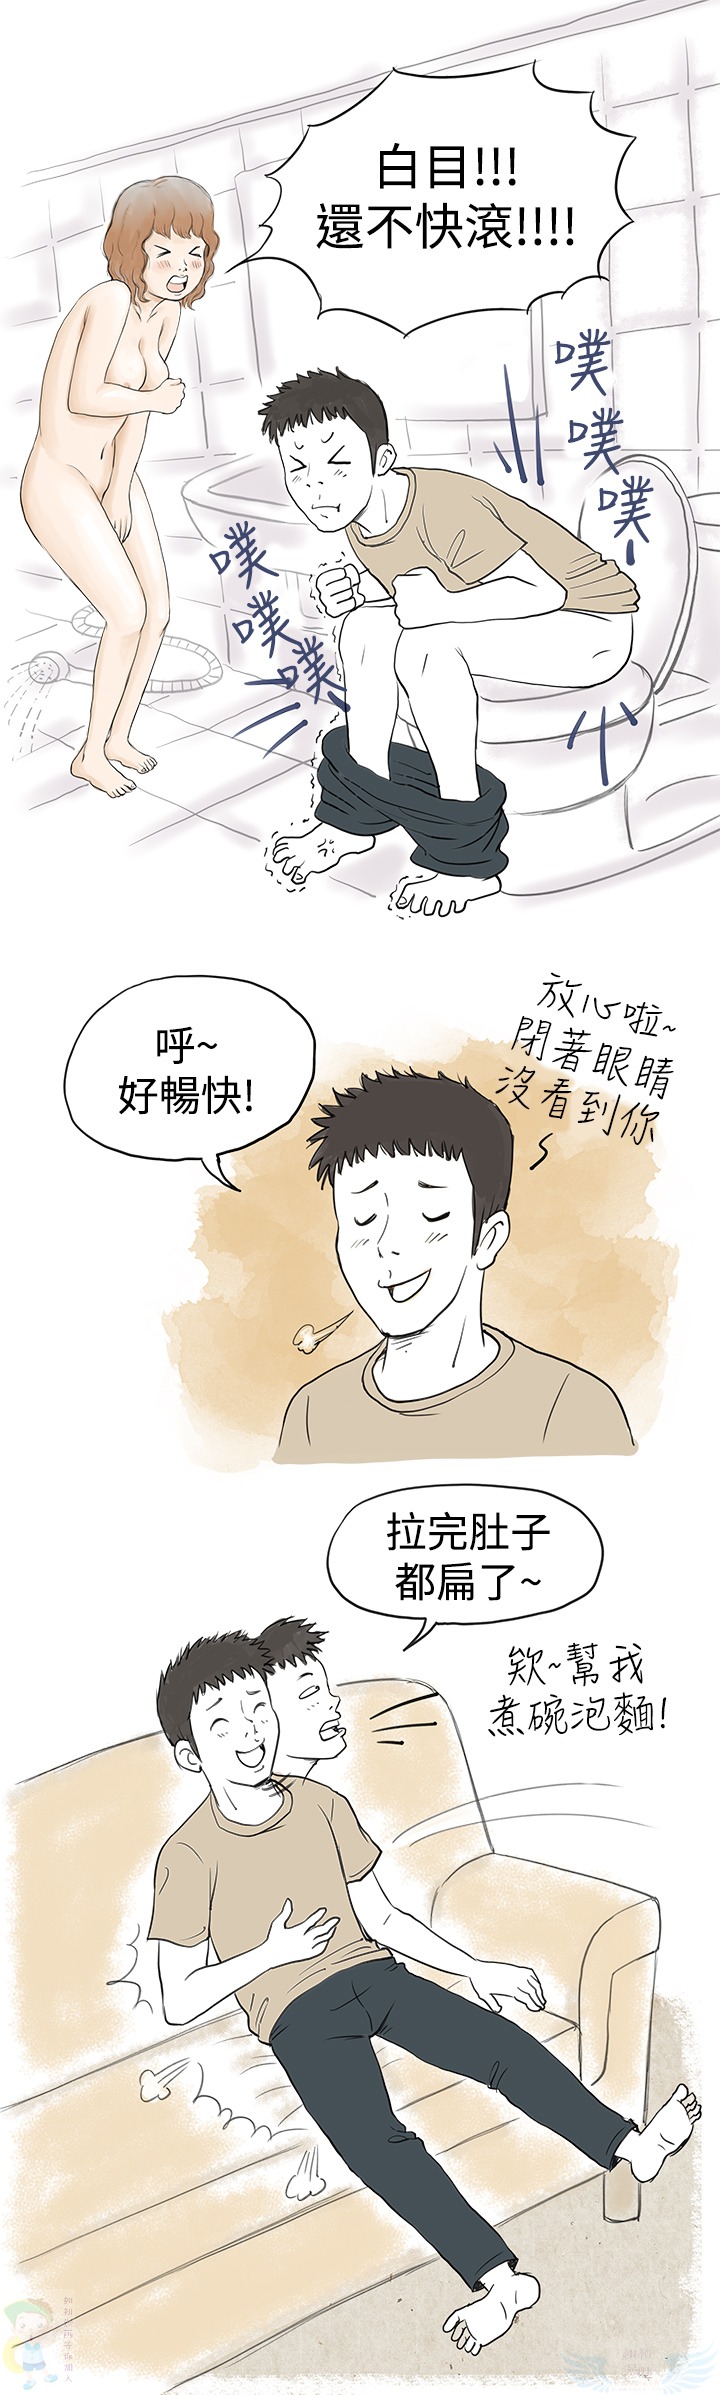 白目!!!
還不快滾!!!!
噗
噗
噗
噗
噗
噗
呼~
好暢快!
放心啦~
閉著眼睛
沒看到你
拉完肚子
都扁了~
欸~幫我
煮碗泡麵!